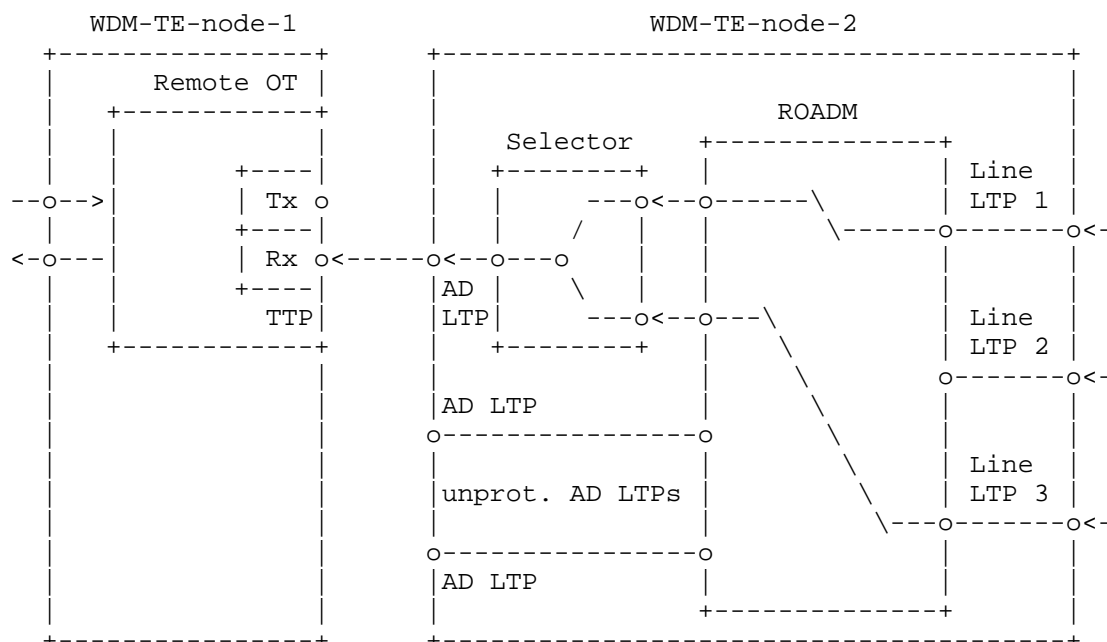 WDM-TE-node-1 WDM-TE-node-2
Remote OT
ROADM
Selector
Line
Tx
LTP 1
Rx
AD
TTP
LTP
Line
LTP 2
AD LTP
Line
unprot. AD LTPs
LTP 3
AD LTP